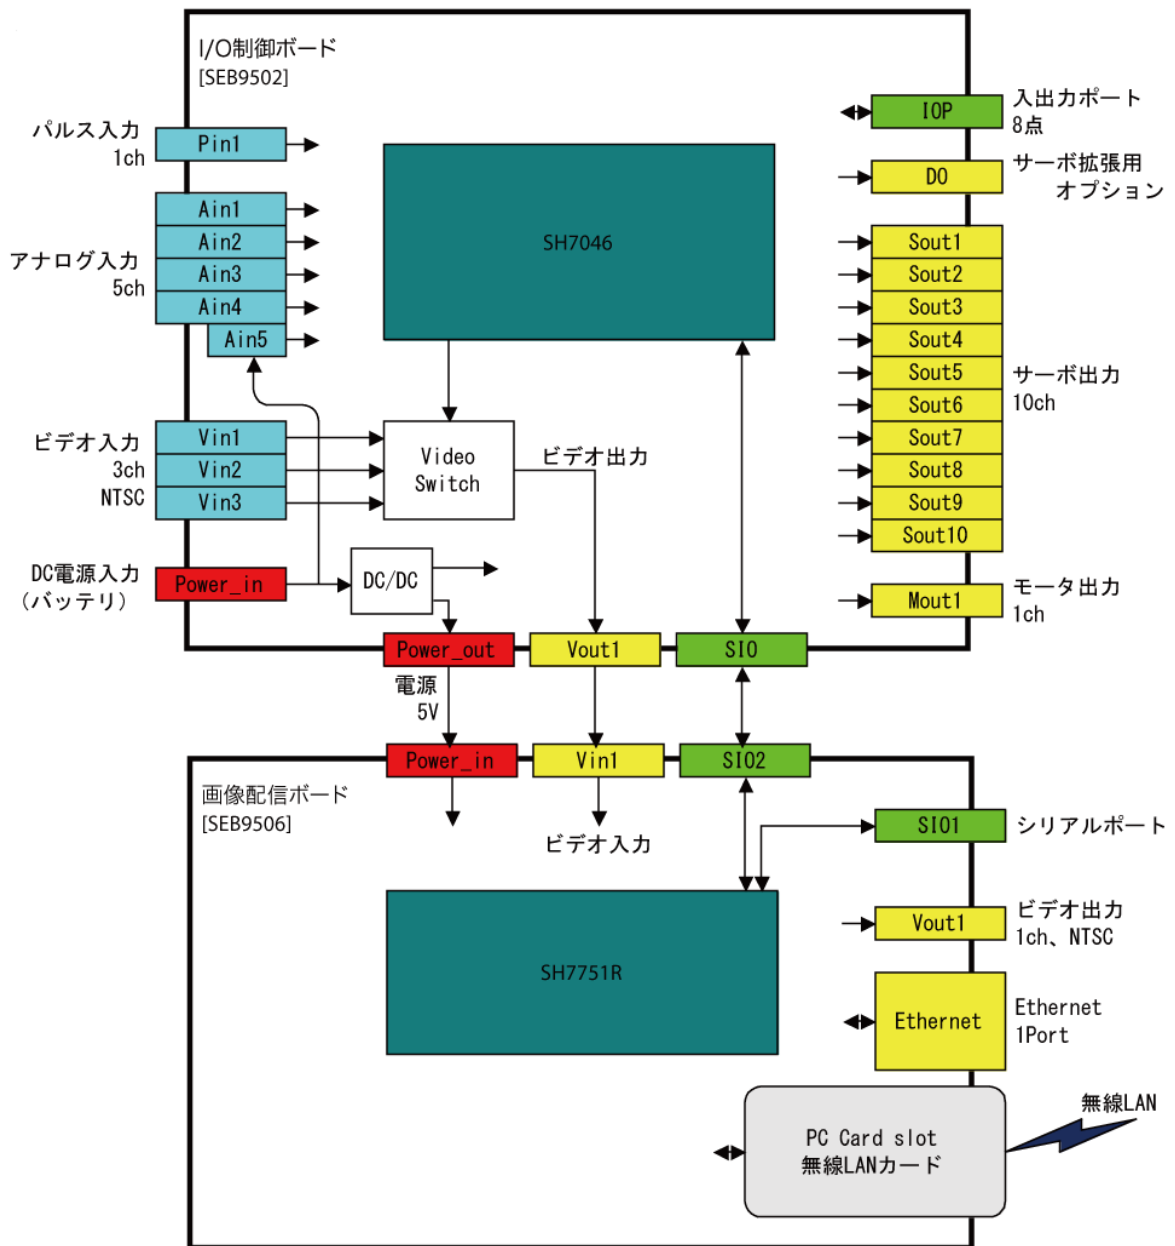 I/O制御ボード
[SEB9502]
パルス入力
1ch
Pin1
アナログ入力
5ch
Ain1
Ain2
Ain3
Ain4
Ain5
SH7046
ビデオ入力
3ch
NTSC
Vin1
Vin2
Vin3
Video
Switch
ビデオ出力
DC電源入力
(バッテリ)
Power_in
DC/DC
IOP
入出力ポート
8点
DO
サーボ拡張用
オプション
Sout1
Sout2
Sout3
Sout4
Sout5
Sout6
Sout7
Sout8
Sout9
Sout10
サーボ出力
10ch
Mout1
モータ出力
1ch
Power_out
Vout1
SIO
電源
5V
Power_in
Vin1
SIO2
画像配信ボード
[SEB9506]
ビデオ入力
SH7751R
SIO1
シリアルポート
Vout1
ビデオ出力
1ch、NTSC
Ethernet
Ethernet
1Port
PC Card slot
無線LANカード
無線LAN